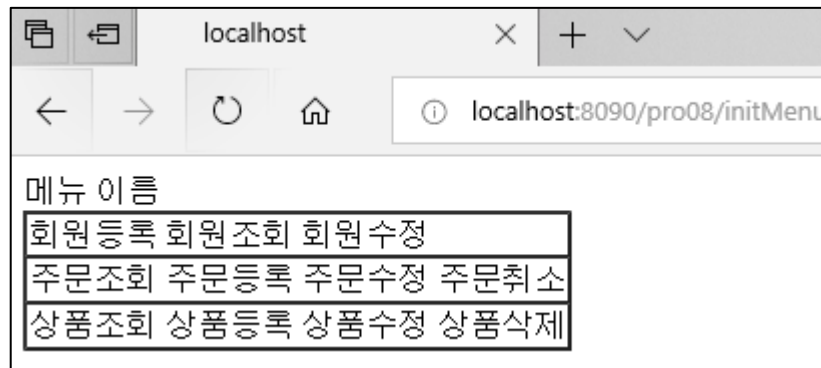 localhost
localhost:8090/pro08/initMenu
메뉴 이름
회원등록 회원조회 회원수정
주문조회 주문등록 주문수정 주문취소
상품조회 상품등록 상품수정 상품삭제